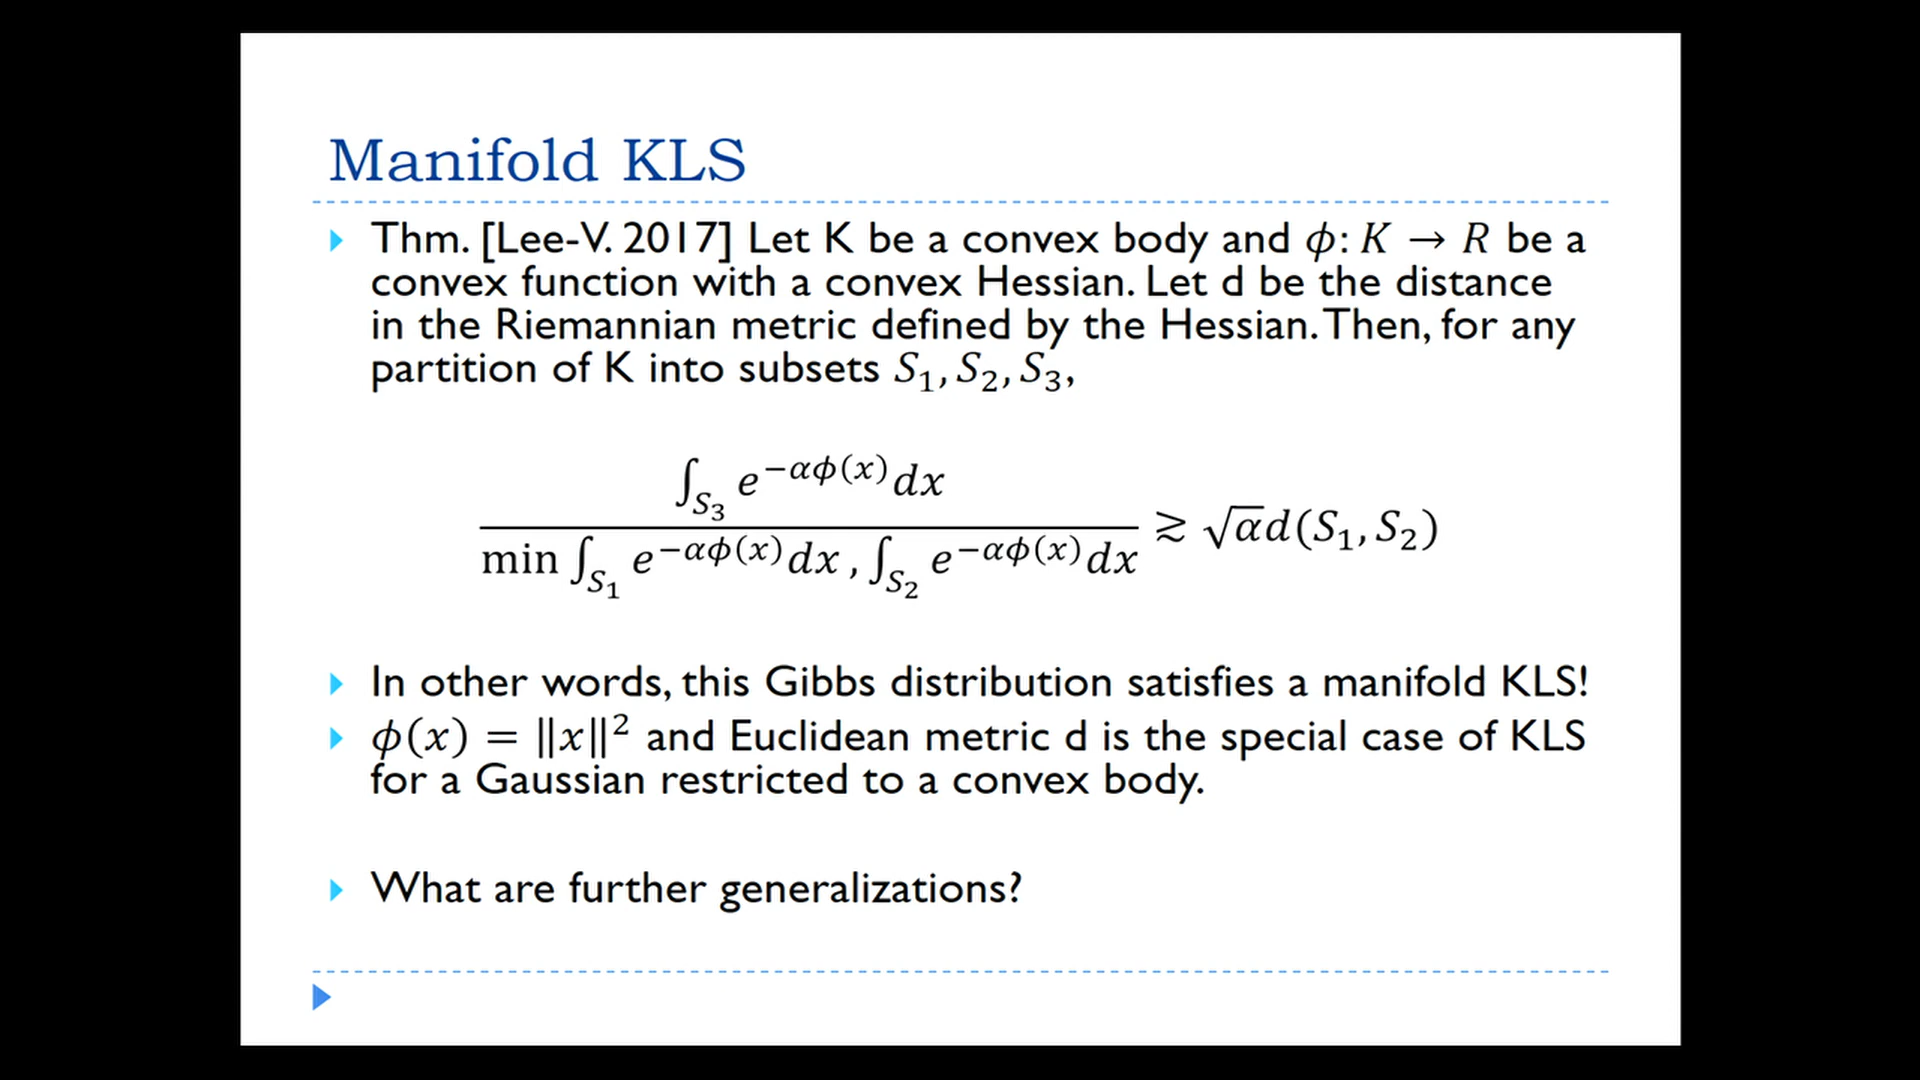 Manifold KLS
Thm. [Lee-V. 2017] Let K be a convex body and ϕ: K → R be a
convex function with a convex Hessian. Let d be the distance
in the Riemannian metric defined by the Hessian. Then, for any
partition of K into subsets S₁, S₂, S₃,
∫_{S₃} e^{−αϕ(x)} dx
min ∫_{S₁} e^{−αϕ(x)} dx , ∫_{S₂} e^{−αϕ(x)} dx ≳ √α d(S₁, S₂)
In other words, this Gibbs distribution satisfies a manifold KLS!
ϕ(x) = ||x||² and Euclidean metric d is the special case of KLS
for a Gaussian restricted to a convex body.
What are further generalizations?